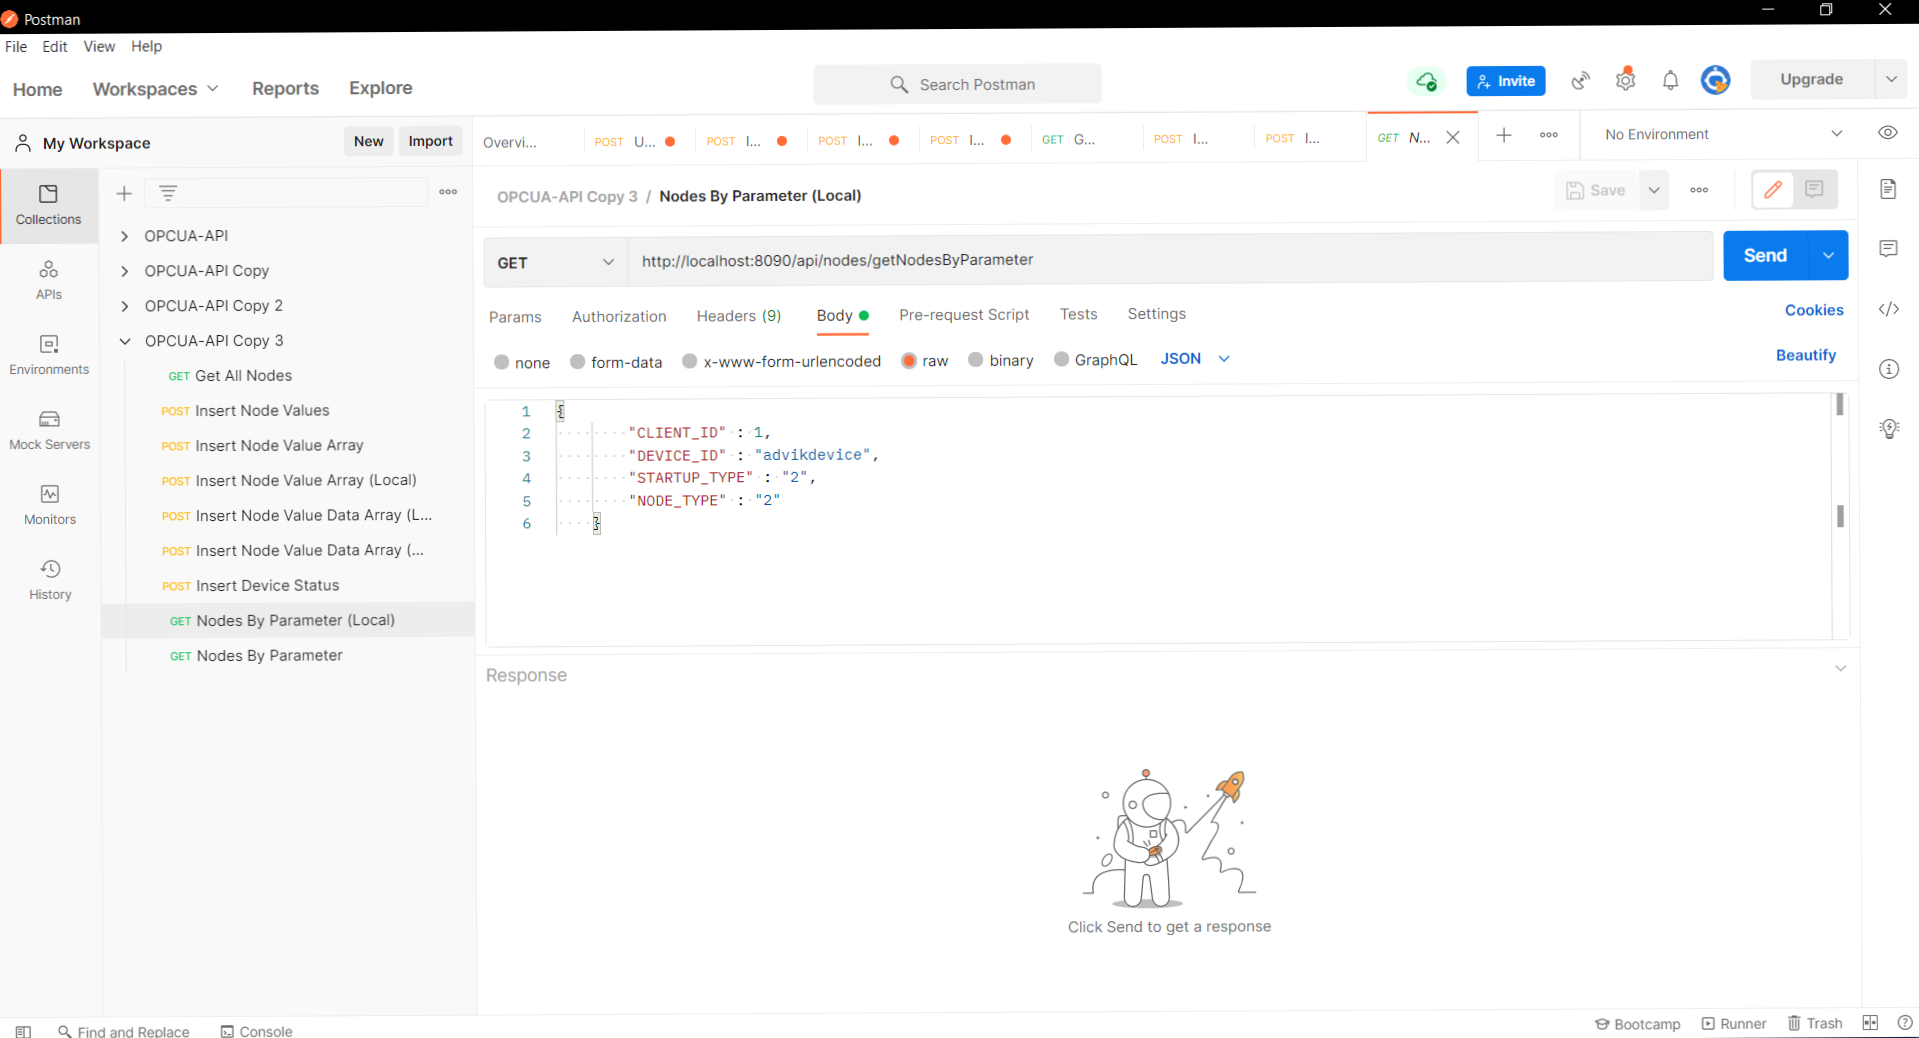 Postman
File Edit View Help
Home Workspaces Reports Explore
Search Postman
Invite
Upgrade
My Workspace
New Import
Overvi...
POST U...
POST I...
POST I...
POST I...
GET G...
POST I...
POST I...
GET N...
No Environment
Collections
APIs
Environments
Mock Servers
Monitors
History
OPCUA-API
OPCUA-API Copy
OPCUA-API Copy 2
OPCUA-API Copy 3
GET Get All Nodes
POST Insert Node Values
POST Insert Node Value Array
POST Insert Node Value Array (Local)
POST Insert Node Value Data Array (L...
POST Insert Node Value Data Array (...
POST Insert Device Status
GET Nodes By Parameter (Local)
GET Nodes By Parameter
OPCUA-API Copy 3 / Nodes By Parameter (Local)
Save
GET http://localhost:8090/api/nodes/getNodesByParameter
Send
Params Authorization Headers (9) Body Pre-request Script Tests Settings
Cookies
none form-data x-www-form-urlencoded raw binary GraphQL JSON
Beautify
1 {
2 "CLIENT_ID" : 1,
3 "DEVICE_ID" : "advikdevice",
4 "STARTUP_TYPE" : "2",
5 "NODE_TYPE" : "2"
6 }
Response
Click Send to get a response
Find and Replace Console
Bootcamp Runner Trash